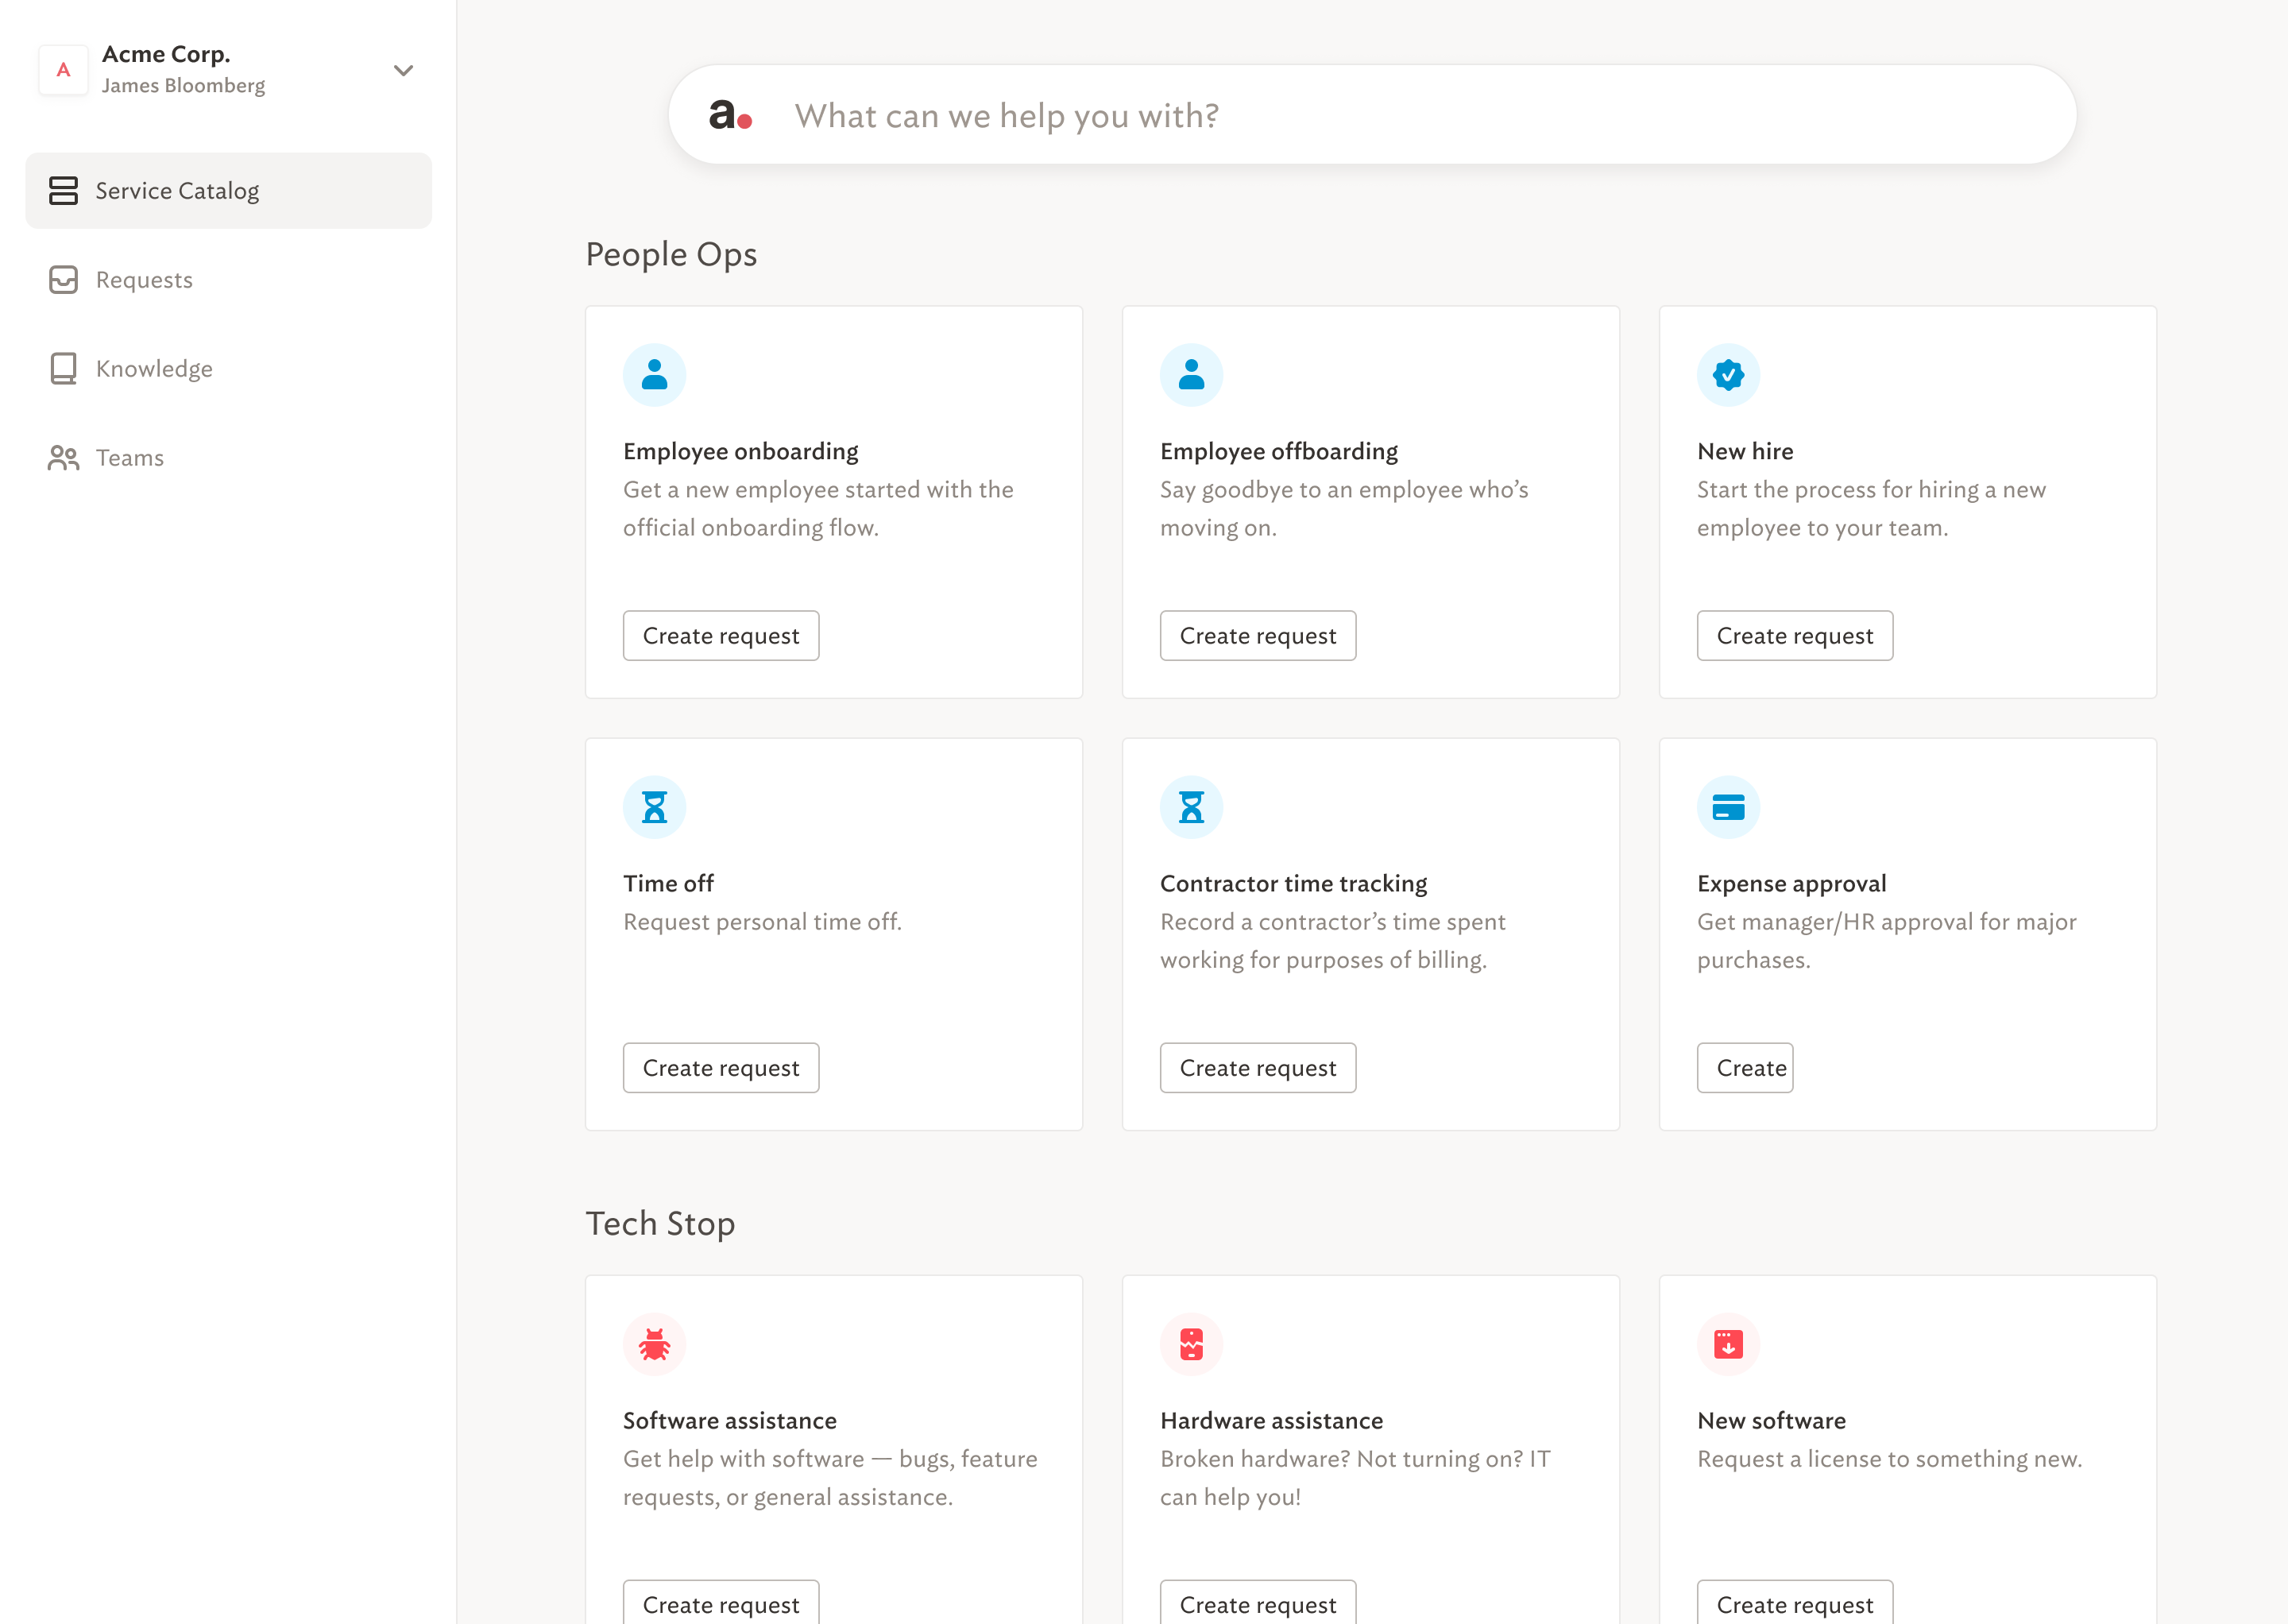 A
Acme Corp.
James Bloomberg
Service Catalog
Requests
Knowledge
Teams
a.
What can we help you with?
People Ops
Employee onboarding
Get a new employee started with the
official onboarding flow.
Create request
Employee offboarding
Say goodbye to an employee who’s
moving on.
Create request
New hire
Start the process for hiring a new
employee to your team.
Create request
Time off
Request personal time off.
Create request
Contractor time tracking
Record a contractor’s time spent
working for purposes of billing.
Create request
Expense approval
Get manager/HR approval for major
purchases.
Create
Tech Stop
Software assistance
Get help with software — bugs, feature
requests, or general assistance.
Create request
Hardware assistance
Broken hardware? Not turning on? IT
can help you!
Create request
New software
Request a license to something new.
Create request